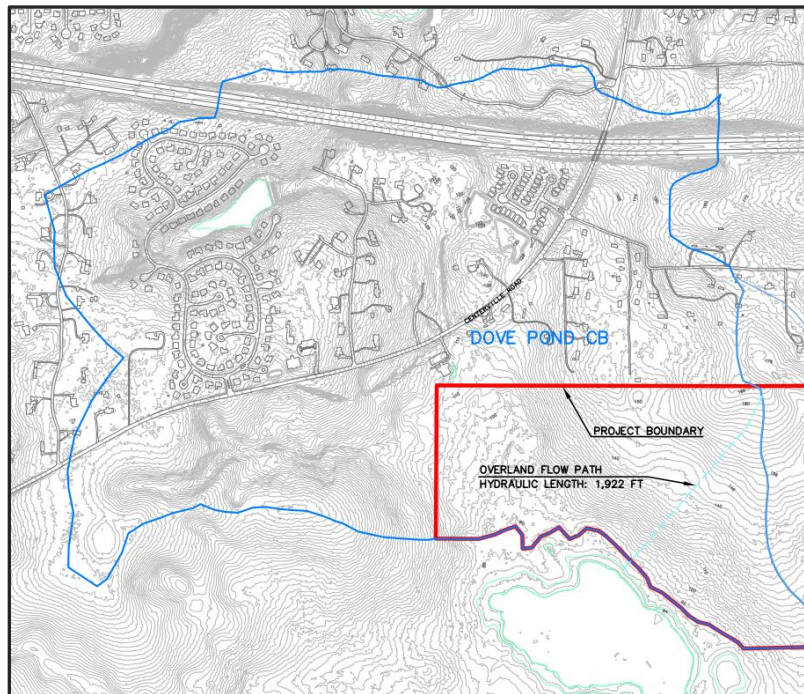 CENTERVILLE ROAD
DOVE POND CB
PROJECT BOUNDARY
OVERLAND FLOW PATH
HYDRAULIC LENGTH: 1,922 FT